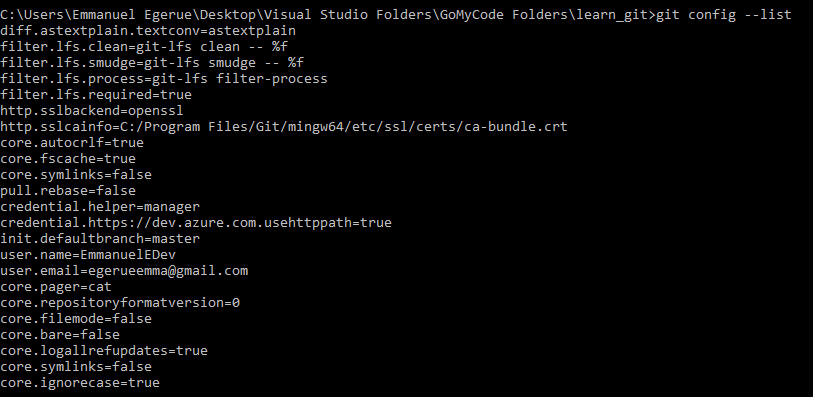 C:\Users\Emmanuel Egerue\Desktop\Visual Studio Folders\GoMyCode Folders\learn_git>git config --list
diff.astextplain.textconv=astextplain
filter.lfs.clean=git-lfs clean -- %f
filter.lfs.smudge=git-lfs smudge -- %f
filter.lfs.process=git-lfs filter-process
filter.lfs.required=true
http.sslbackend=openssl
http.sslcainfo=C:/Program Files/Git/mingw64/etc/ssl/certs/ca-bundle.crt
core.autocrlf=true
core.fscache=true
core.symlinks=false
pull.rebase=false
credential.helper=manager
credential.https://dev.azure.com.usehttppath=true
init.defaultbranch=master
user.name=EmmanuelEDev
user.email=egerueemma@gmail.com
core.pager=cat
core.repositoryformatversion=0
core.filemode=false
core.bare=false
core.logallrefupdates=true
core.symlinks=false
core.ignorecase=true